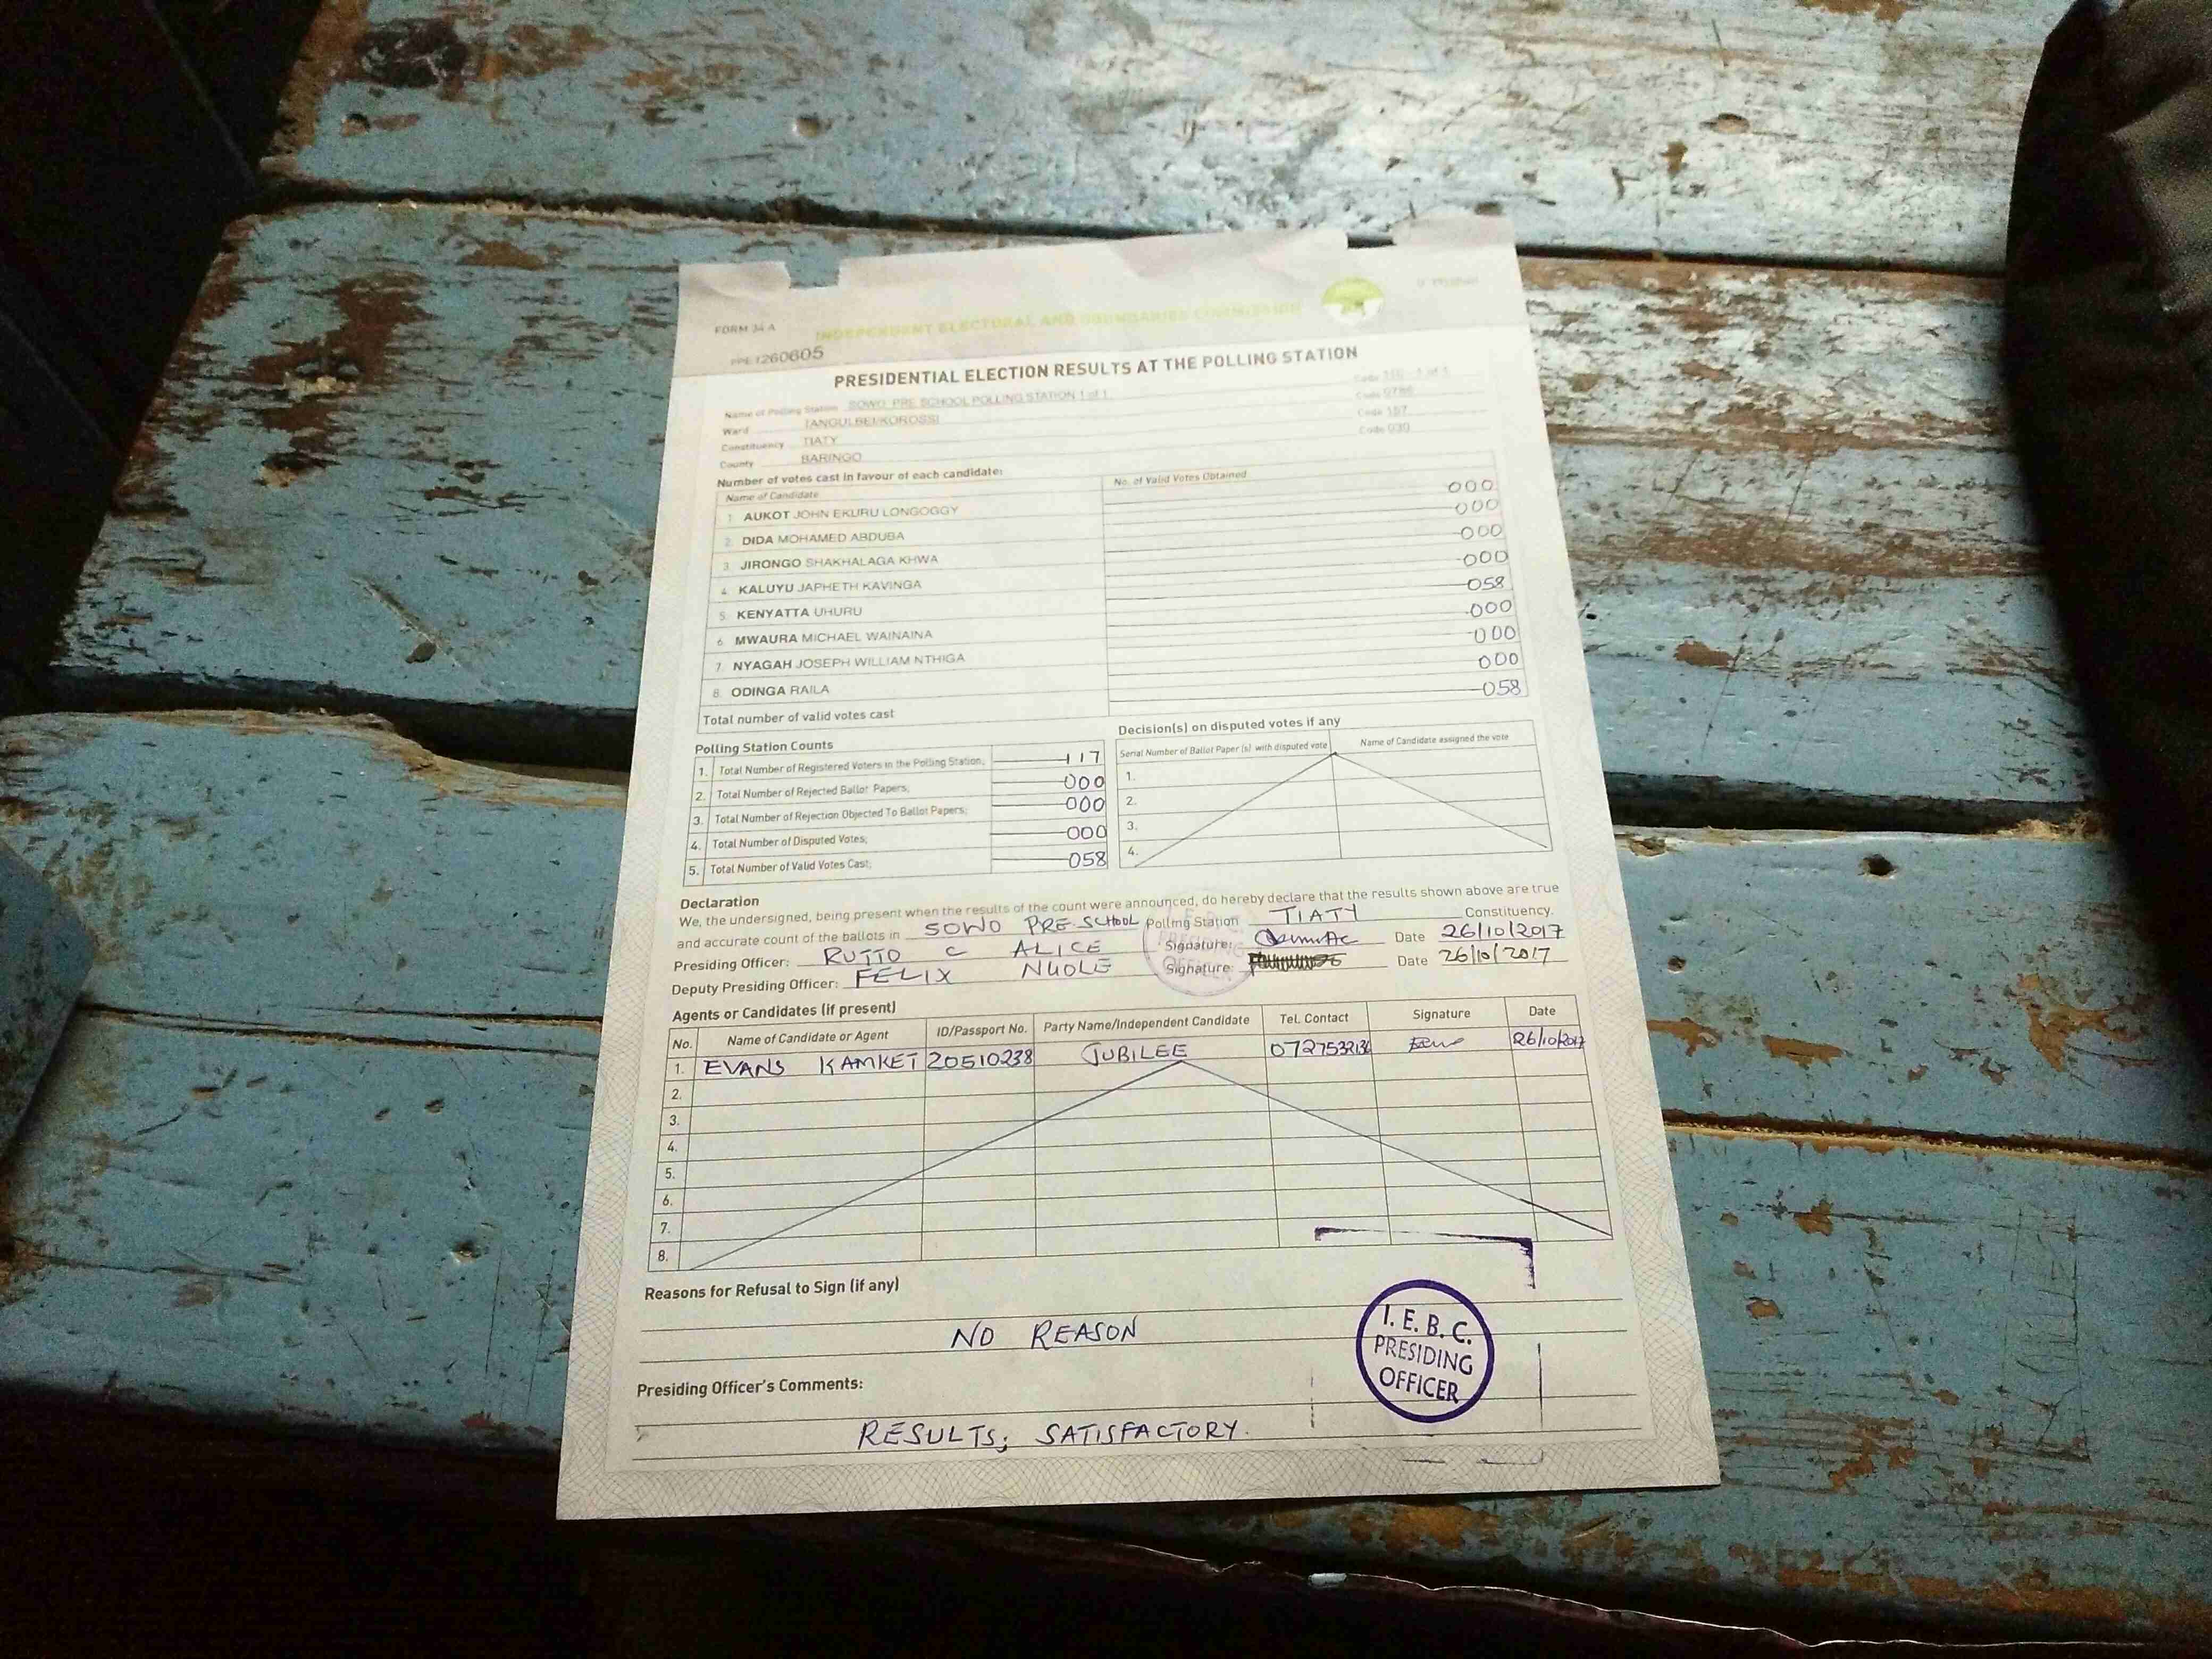 FORM 34 A
INDEPENDENT ELECTORAL AND BOUNDARIES COMMISSION
1260605
PRESIDENTIAL ELECTION RESULTS AT THE POLLING STATION
Name of Polling Station SOWO PRE SCHOOL POLLING STATION 1 of 1
Ward TANGULBEI/KOROSSI
Constituency TIATY Code 157
County BARINGO Code 030
Number of votes cast in favour of each candidate:
Name of Candidate No. of Valid Votes Obtained
1. AUKOT JOHN EKURU LONGOGGY 000
2. DIDA MOHAMED ABDUBA 000
3. JIRONGO SHAKHALAGA KHWA 000
4. KALUYU JAPHETH KAVINGA 000
5. KENYATTA UHURU 058
6. MWAURA MICHAEL WAINAINA 000
7. NYAGAH JOSEPH WILLIAM NTHIGA 000
8. ODINGA RAILA 000
Total number of valid votes cast 058
Polling Station Counts
1. Total Number of Registered Voters in the Polling Station; 117
2. Total Number of Rejected Ballot Papers; 000
3. Total Number of Rejection Objected To Ballot Papers; 000
4. Total Number of Disputed Votes; 000
5. Total Number of Valid Votes Cast; 058
Decision(s) on disputed votes if any
Serial Number of Ballot Paper (s) with disputed vote Name of Candidate assigned the vote
1.
2.
3.
4.
Declaration
We, the undersigned, being present when the results of the count were announced, do hereby declare that the results shown above are true
and accurate count of the ballots in SOWO PRE-SCHOOL Polling Station TIATY Constituency.
Presiding Officer: RUTTO C ALICE Signature: Date 26/10/2017
Deputy Presiding Officer: FELIX Signature: Date 26/10/2017
Agents or Candidates (if present)
No. Name of Candidate or Agent ID/Passport No. Party Name/Independent Candidate Tel. Contact Signature Date
1. EVANS KAMKET 20510238 JUBILEE 26/10/2017
2.
3.
4.
5.
6.
7.
8.
Reasons for Refusal to Sign (if any)
NO REASON
Presiding Officer's Comments:
RESULTS; SATISFACTORY.
I. E. B. C.
PRESIDING
OFFICER